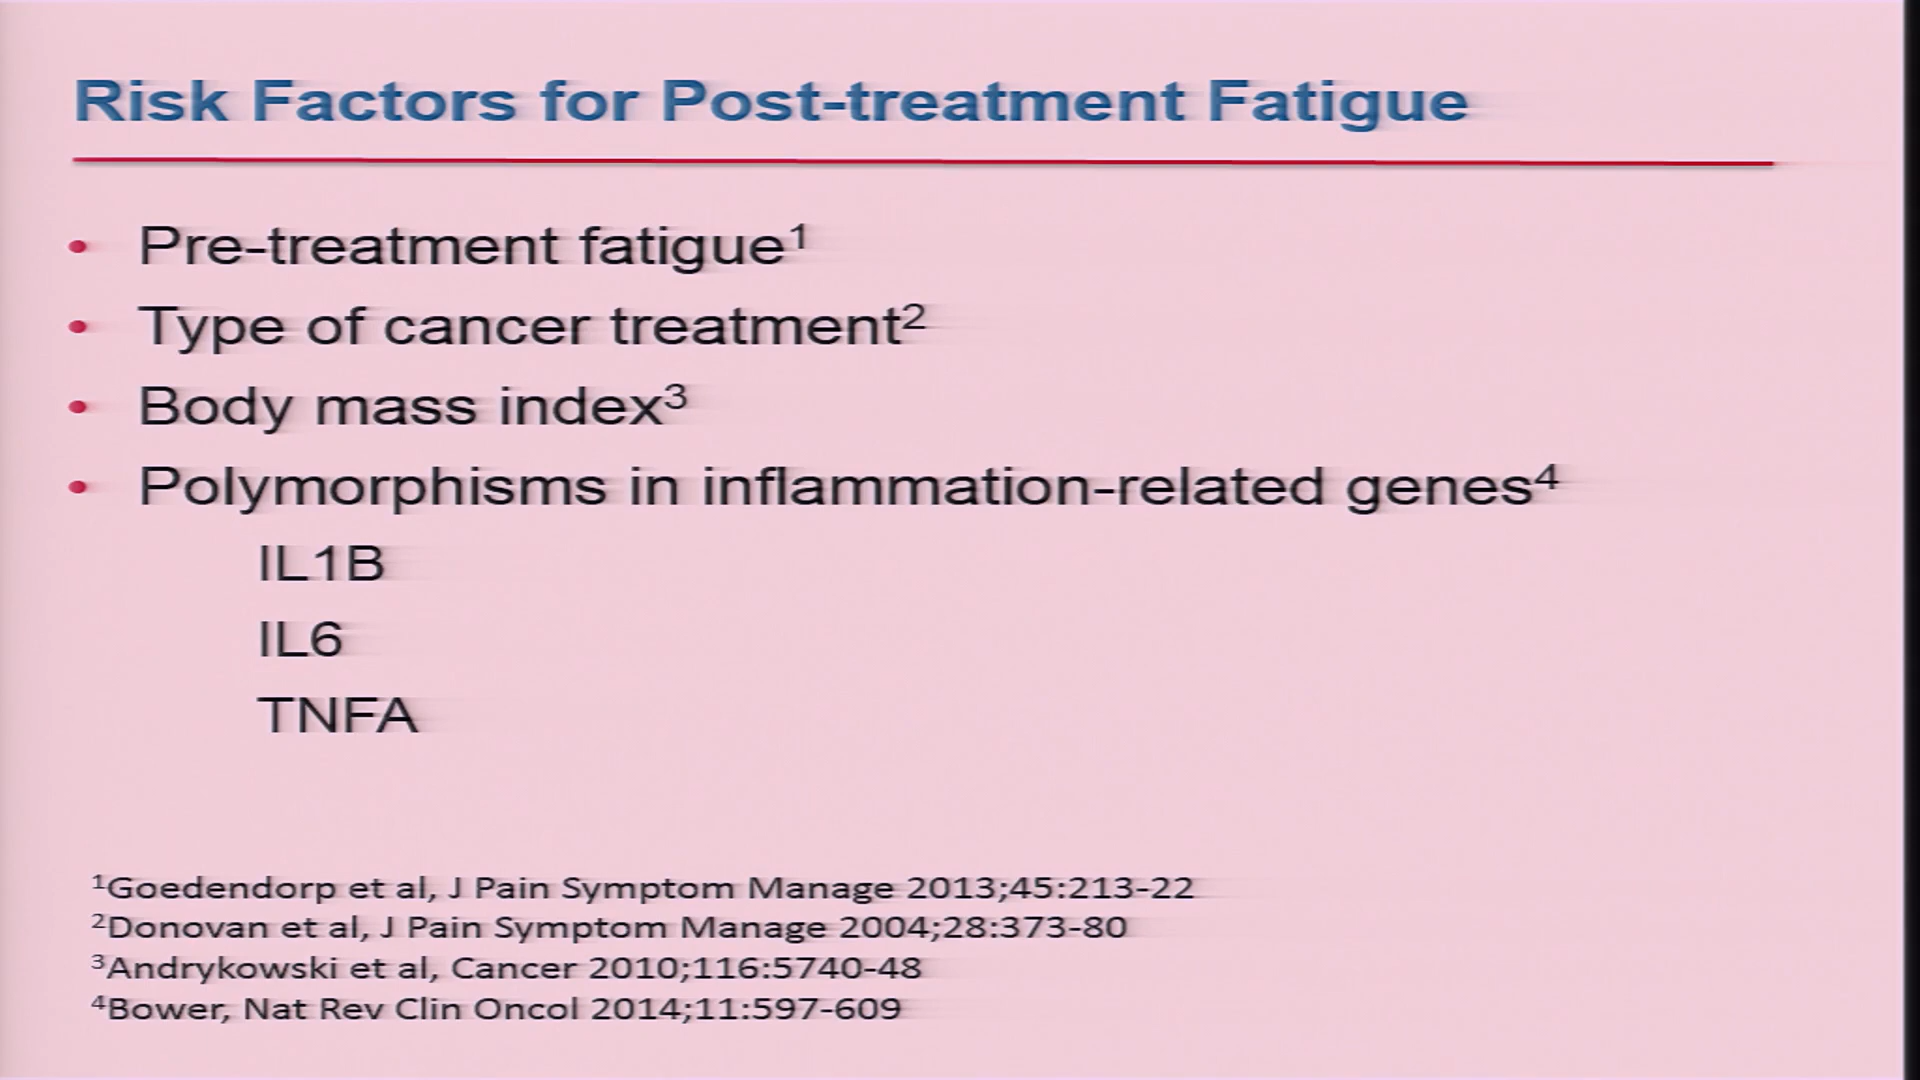 Risk Factors for Post-treatment Fatigue
• Pre-treatment fatigue¹
• Type of cancer treatment²
• Body mass index³
• Polymorphisms in inflammation-related genes⁴
IL1B
IL6
TNFA
¹Goedendorp et al, J Pain Symptom Manage 2013;45:213-22
²Donovan et al, J Pain Symptom Manage 2004;28:373-80
³Andrykowski et al, Cancer 2010;116:5740-48
⁴Bower, Nat Rev Clin Oncol 2014;11:597-609